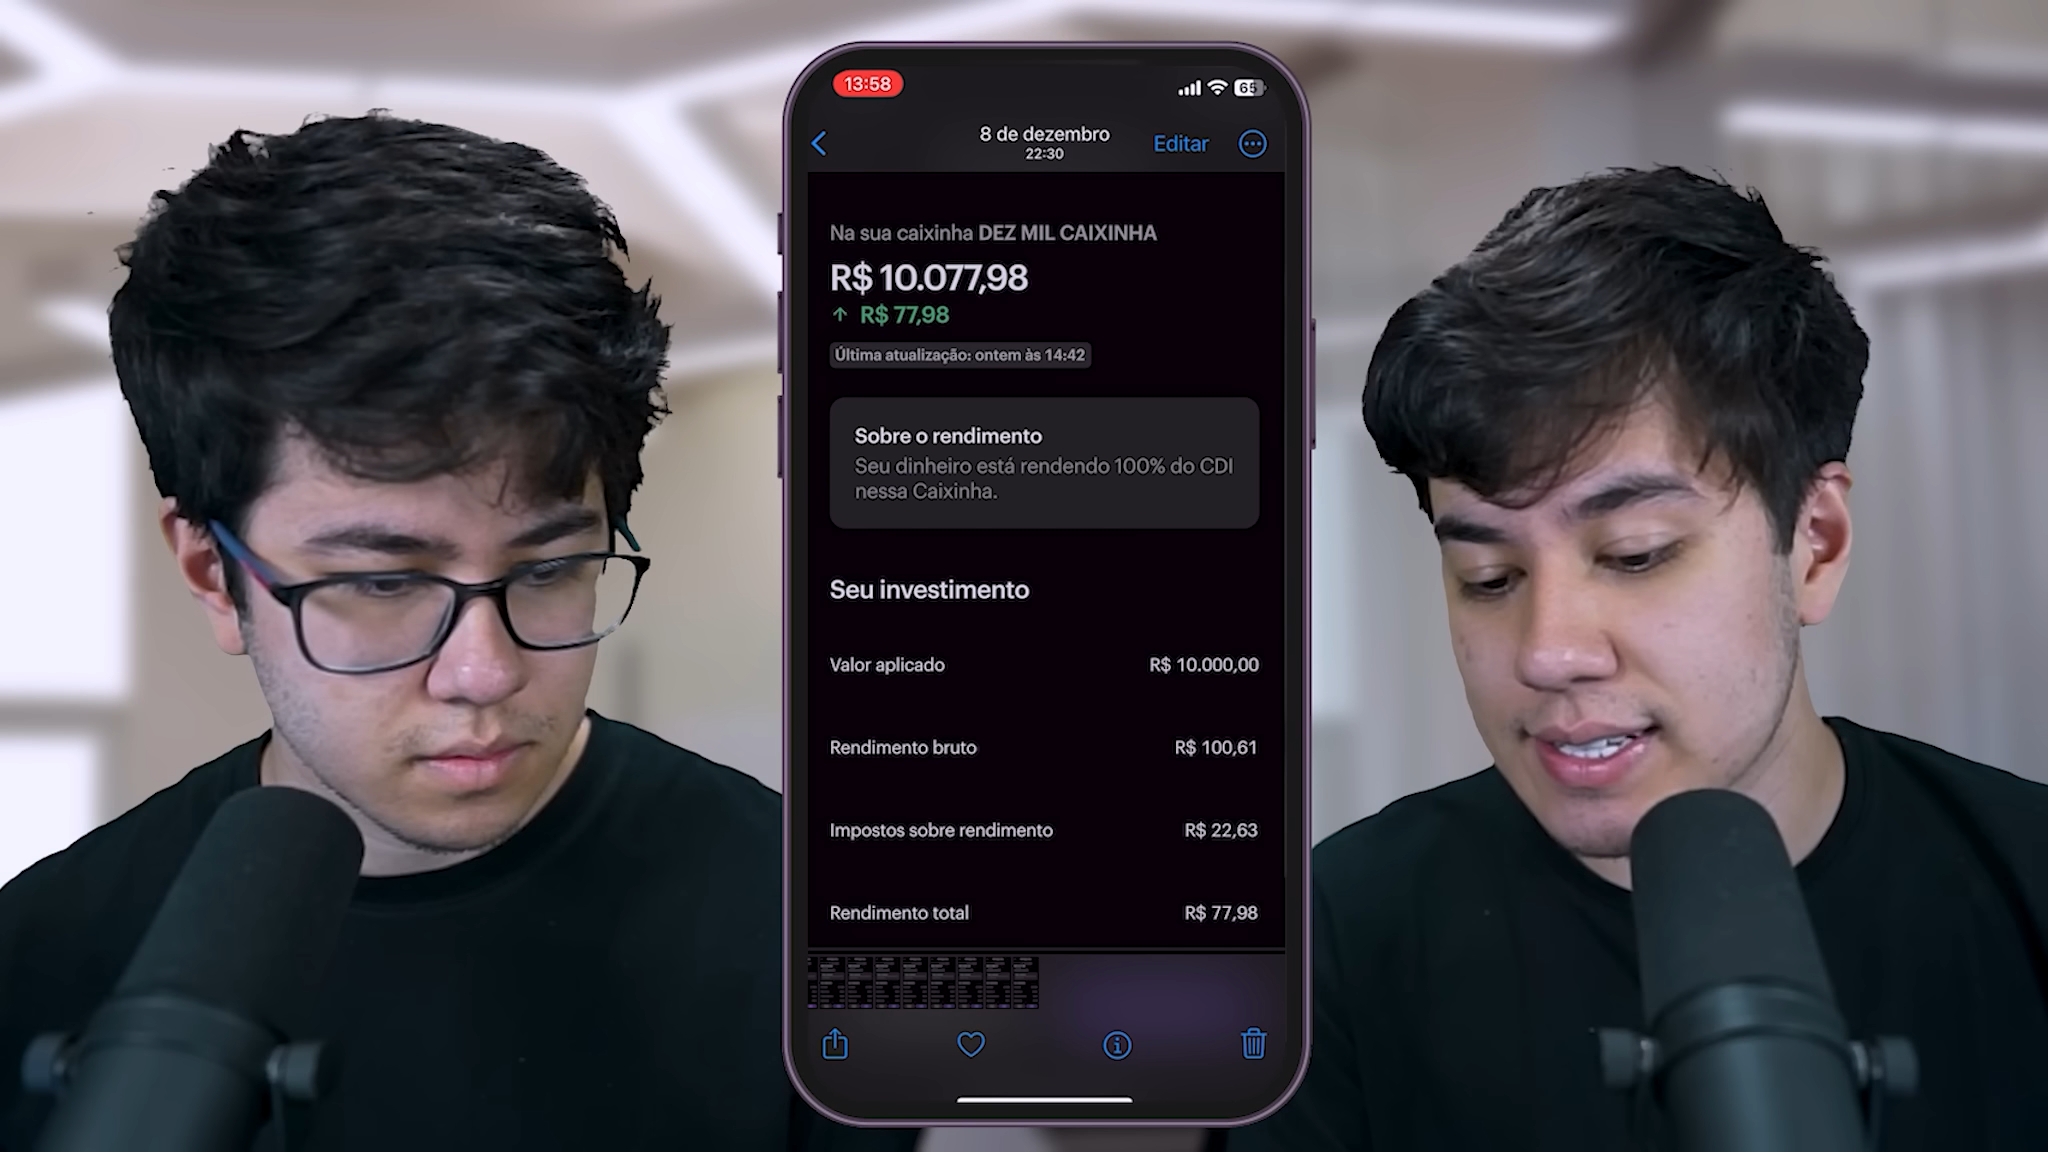 13:58
65
8 de dezembro
22:30
Editar
Na sua caixinha DEZ MIL CAIXINHA
R$ 10.077,98
↑ R$ 77,98
Última atualização: ontem às 14:42
Sobre o rendimento
Seu dinheiro está rendendo 100% do CDI
nessa Caixinha.
Seu investimento
Valor aplicado R$ 10.000,00
Rendimento bruto R$ 100,61
Impostos sobre rendimento R$ 22,63
Rendimento total R$ 77,98